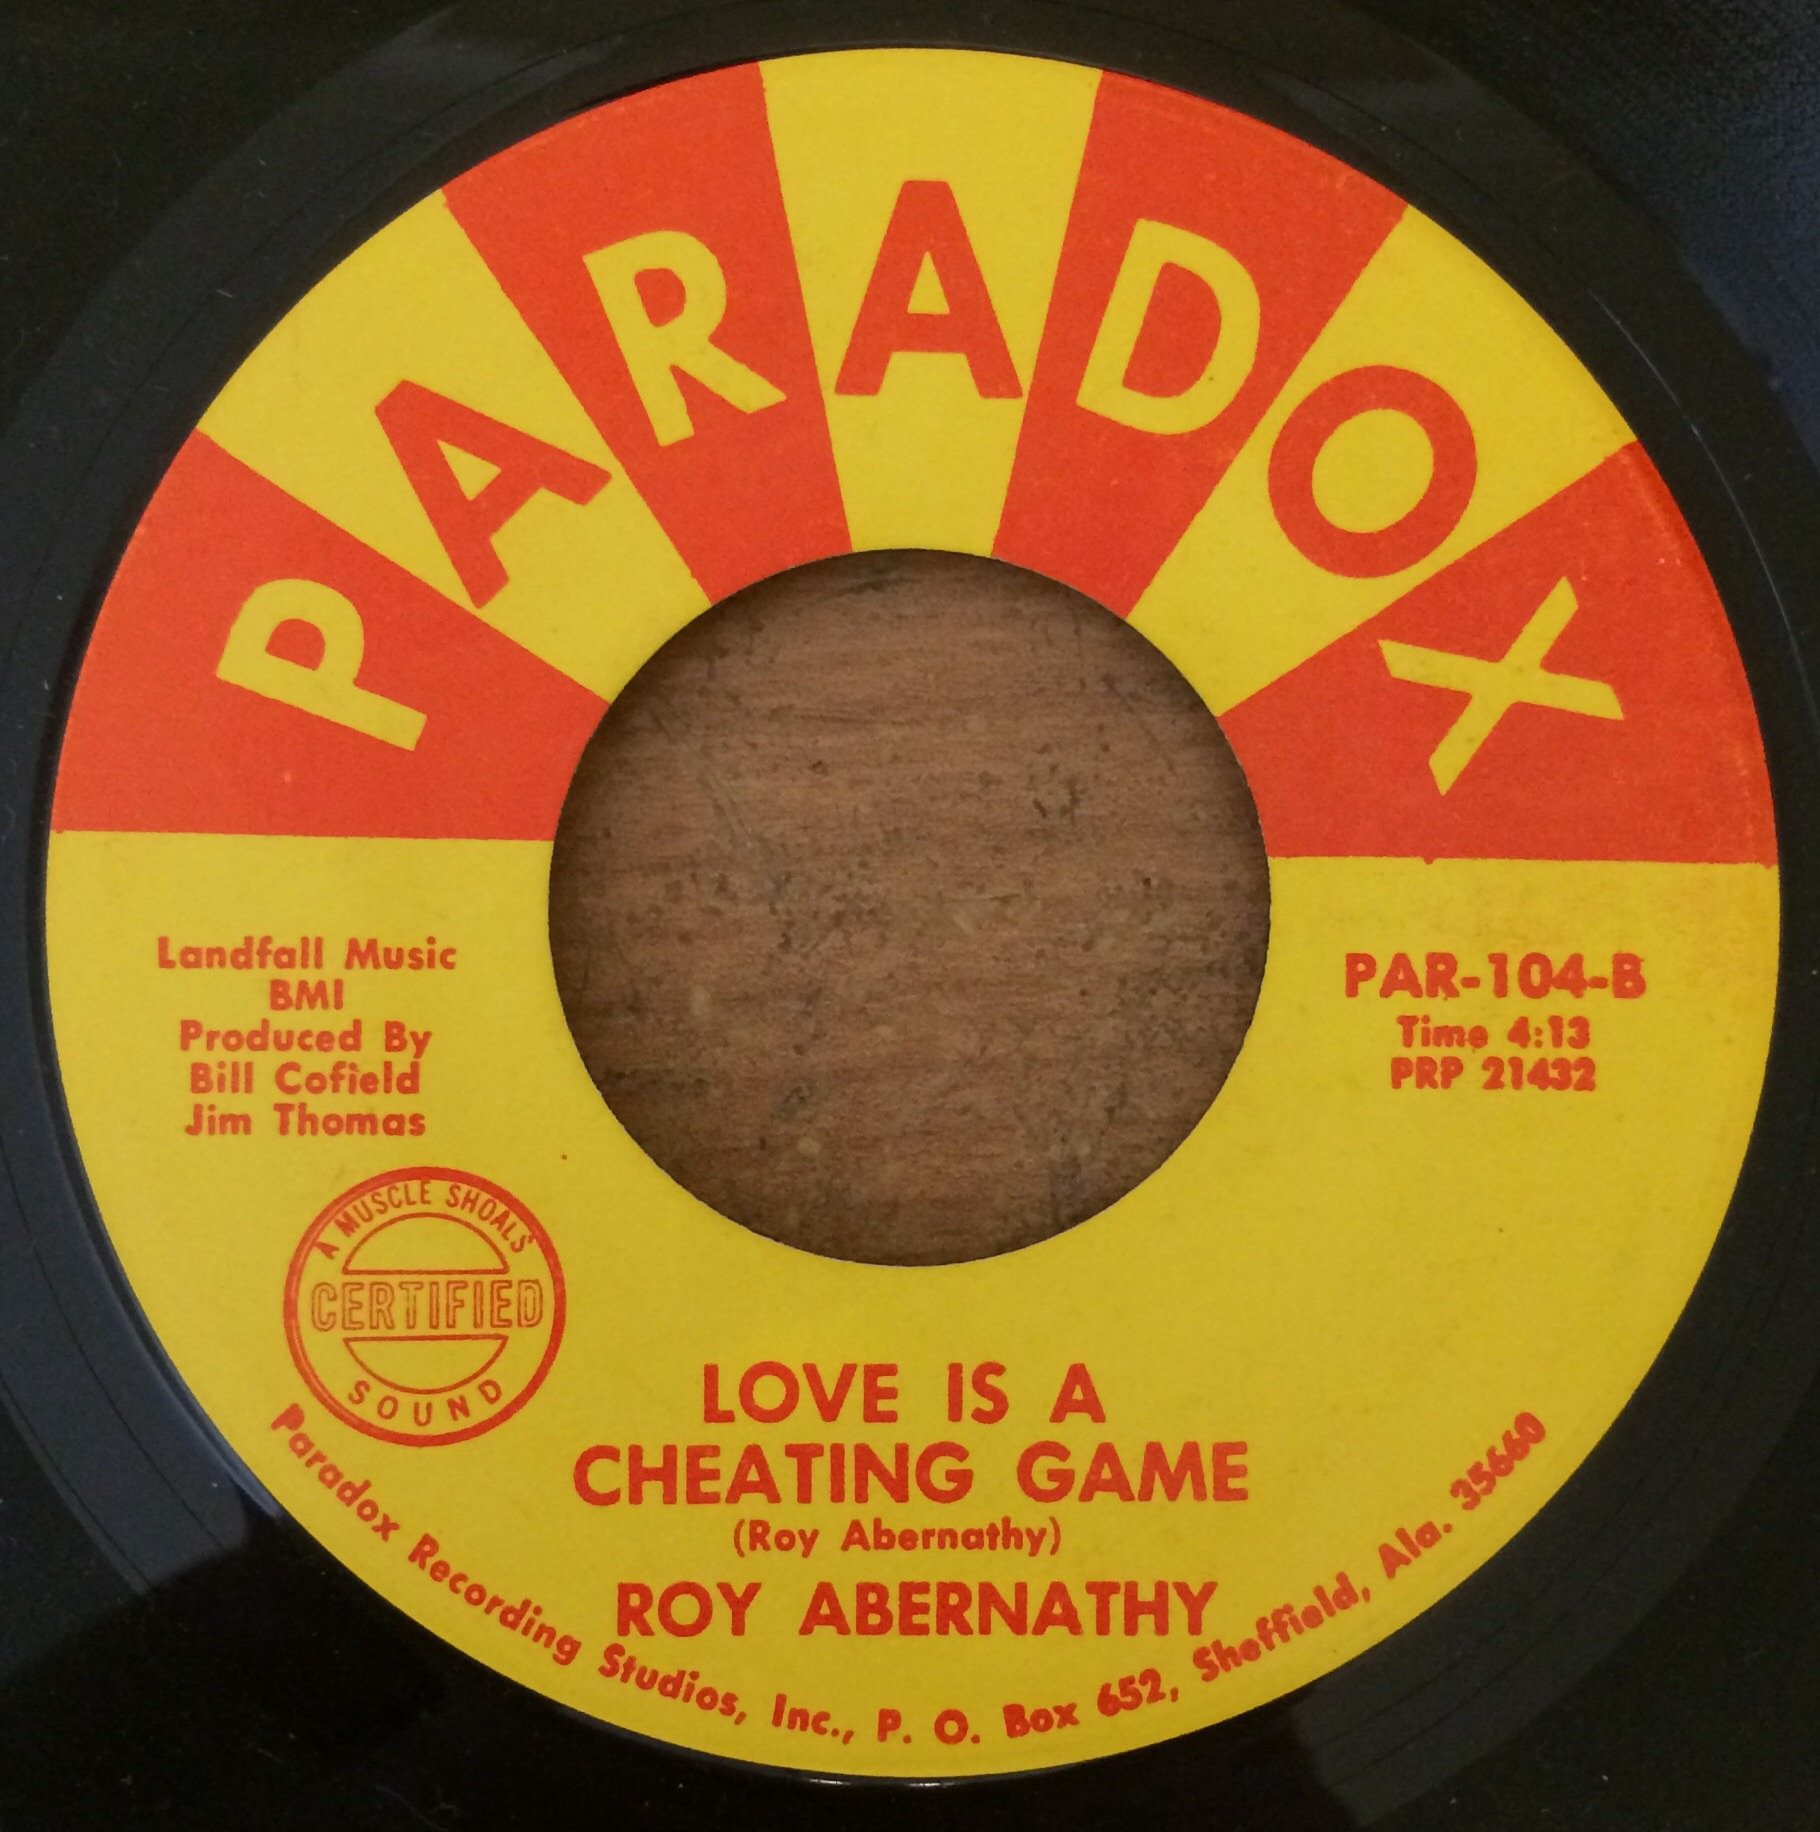 PARADOX
Landfall Music
BMI
Produced By
Bill Cofield
Jim Thomas
PAR-104-B
Time 4:13
PRP 21432
A MUSCLE SHOALS'
CERTIFIED
SOUND
LOVE IS A
CHEATING GAME
(Roy Abernathy)
ROY ABERNATHY
Paradox Recording Studios, Inc., P. O. Box 652, Sheffield, Ala. 35660